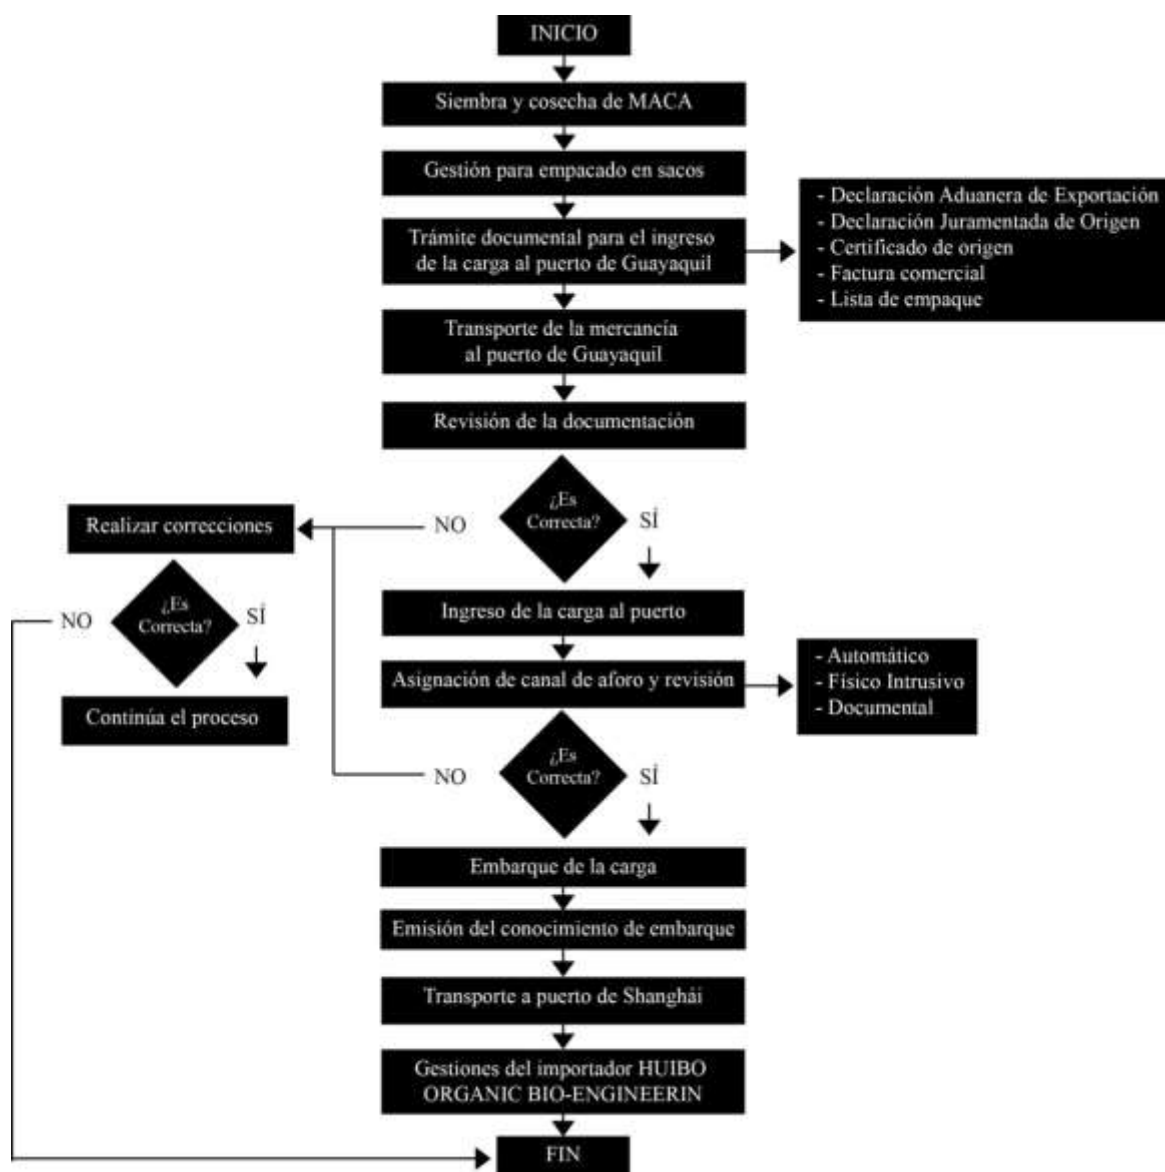 INICIO
Siembra y cosecha de MACA
Gestión para empacado en sacos
Trámite documental para el ingreso
de la carga al puerto de Guayaquil
- Declaración Aduanera de Exportación
- Declaración Juramentada de Origen
- Certificado de origen
- Factura comercial
- Lista de empaque
Transporte de la mercancía
al puerto de Guayaquil
Revisión de la documentación
¿Es
Correcta?
NO
SÍ
Realizar correcciones
¿Es
Correcta?
NO
SÍ
Continúa el proceso
Ingreso de la carga al puerto
Asignación de canal de aforo y revisión
- Automático
- Físico Intrusivo
- Documental
¿Es
Correcta?
NO
SÍ
Embarque de la carga
Emisión del conocimiento de embarque
Transporte a puerto de Shanghái
Gestiones del importador HUIBO
ORGANIC BIO-ENGINEERIN
FIN